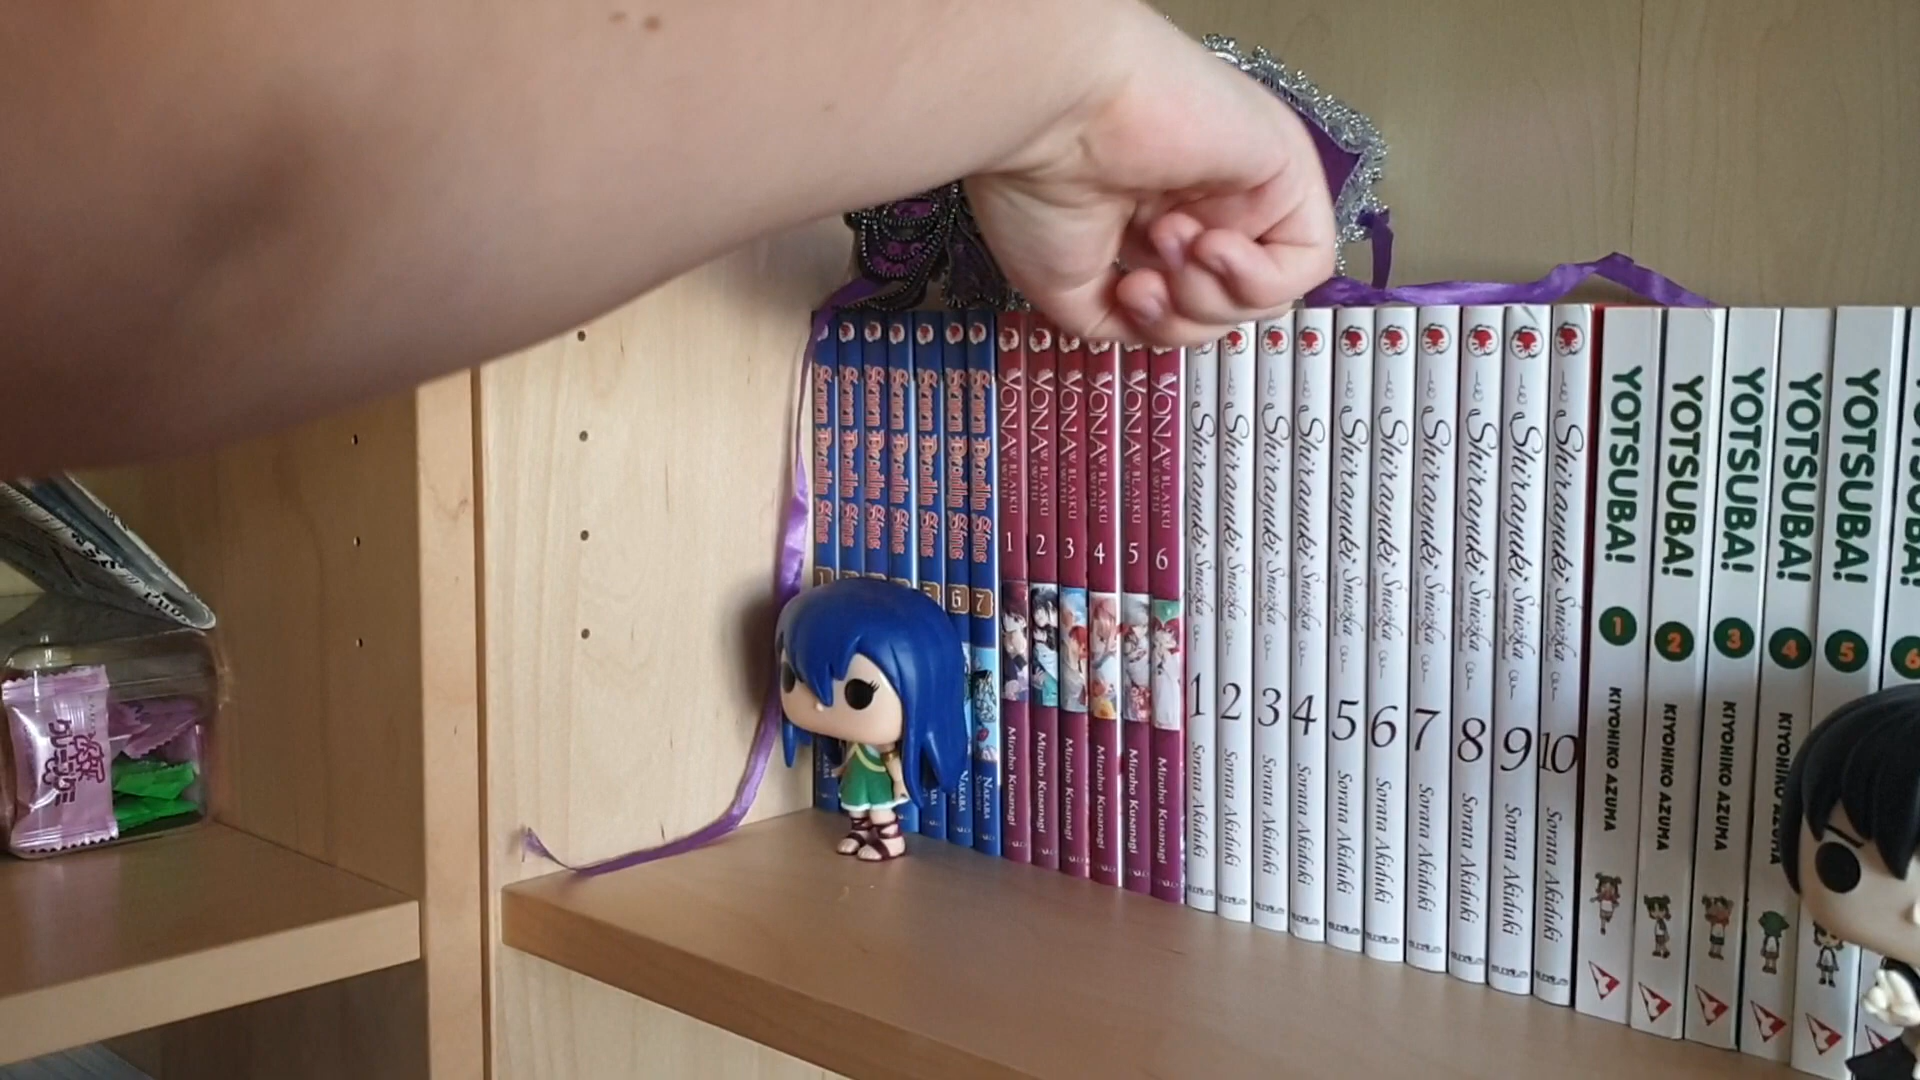 Seven Deadly Sins 1
Seven Deadly Sins
Seven Deadly Sins
Seven Deadly Sins
Seven Deadly Sins 5
Seven Deadly Sins 6 NAKABA
Seven Deadly Sins 7 NAKABA SUZUKI
YONA W BLASKU ŚWITU 1 Mizuho Kusanagi
YONA W BLASKU ŚWITU 2 Mizuho Kusanagi
YONA W BLASKU ŚWITU 3 Mizuho Kusanagi
YONA W BLASKU ŚWITU 4 Mizuho Kusanagi
YONA W BLASKU ŚWITU 5 Mizuho Kusanagi
YONA W BLASKU ŚWITU 6 Mizuho Kusanagi
Shirayuki Śnieżka 1 Sorata Akiduki
Shirayuki Śnieżka 2 Sorata Akiduki
Shirayuki Śnieżka 3 Sorata Akiduki
Shirayuki Śnieżka 4 Sorata Akiduki
Shirayuki Śnieżka 5 Sorata Akiduki
Shirayuki Śnieżka 6 Sorata Akiduki
Shirayuki Śnieżka 7 Sorata Akiduki
Shirayuki Śnieżka 8 Sorata Akiduki
Shirayuki Śnieżka 9 Sorata Akiduki
Shirayuki Śnieżka 10 Sorata Akiduki
YOTSUBA! 1 KIYOHIKO AZUMA
YOTSUBA! 2 KIYOHIKO AZUMA
YOTSUBA! 3 KIYOHIKO AZUMA
YOTSUBA! 4 KIYOHIKO AZUMA
YOTSUBA! 5
6